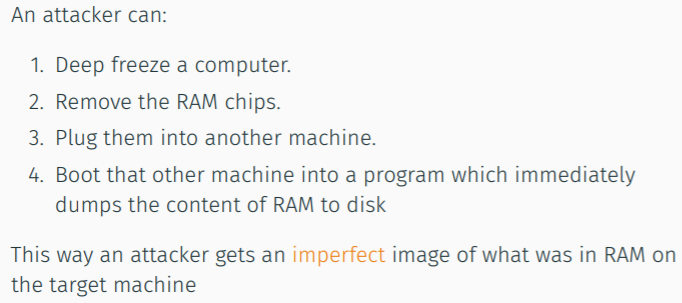 An attacker can:
1. Deep freeze a computer.
2. Remove the RAM chips.
3. Plug them into another machine.
4. Boot that other machine into a program which immediately
dumps the content of RAM to disk
This way an attacker gets an imperfect image of what was in RAM on
the target machine